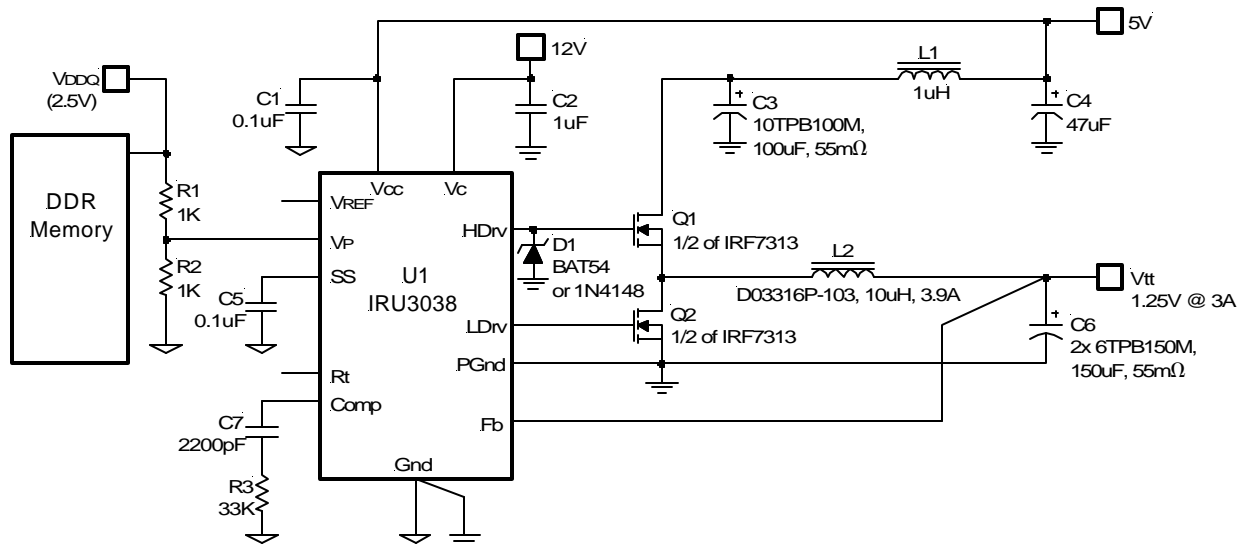 5V
12V
L1
1uH
VDDQ
(2.5V)
C1
0.1uF
C2
1uF
C3
10TPB100M,
100uF, 55mΩ
C4
47uF
DDR
Memory
R1
1K
R2
1K
C5
0.1uF
Vcc
Vc
VREF
VP
SS
Rt
Comp
U1
IRU3038
HDrv
LDrv
PGnd
Fb
Gnd
D1
BAT54
or 1N4148
Q1
1/2 of IRF7313
L2
D03316P-103, 10uH, 3.9A
Q2
1/2 of IRF7313
Vtt
1.25V @ 3A
C6
2x 6TPB150M,
150uF, 55mΩ
C7
2200pF
R3
33K